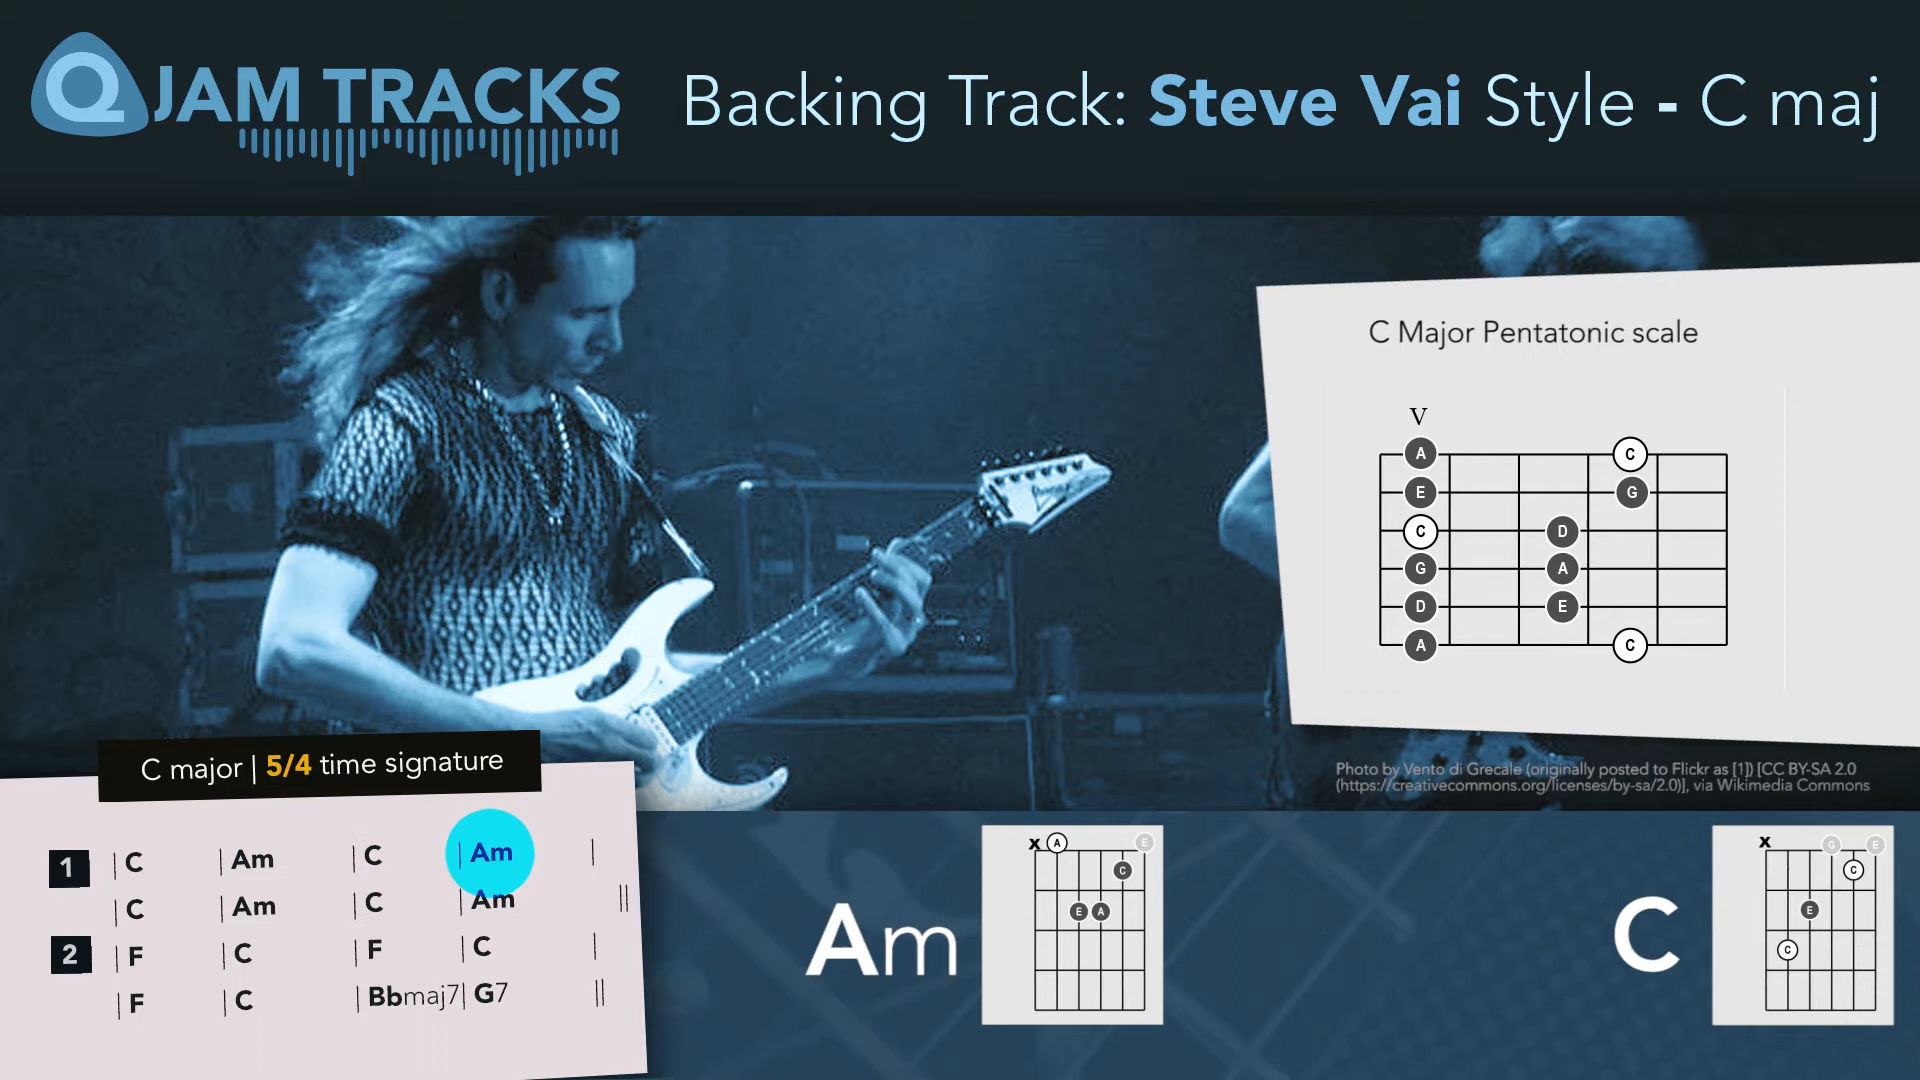 Q JAM TRACKS
Backing Track: Steve Vai Style - C maj
C Major Pentatonic scale
V
A C
E G
C D
G A
D E
A C
Ibanez
Photo by Vento di Grecale (originally posted to Flickr as [1]) [CC BY-SA 2.0
(https://creativecommons.org/licenses/by-sa/2.0)], via Wikimedia Commons
C major | 5/4 time signature
1 | C | Am | C | Am |
| C | Am | C | Am ||
2 | F | C | F | C |
| F | C | Bbmaj7 | G7 ||
Am
x A E
C
E A
C
x G E
C
E
C